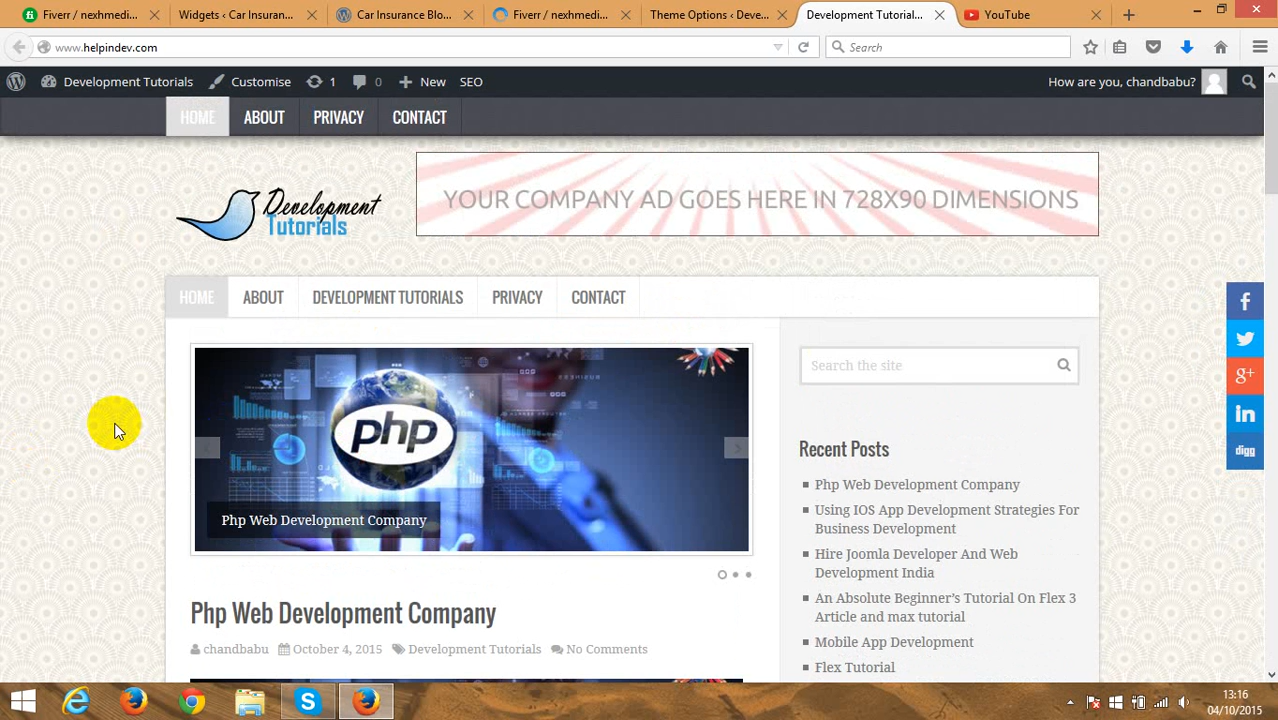 Fiverr / nexhmedi...
Widgets ‹ Car Insuran...
Car Insurance Blo...
Fiverr / nexhmedi...
Theme Options ‹ Deve...
Development Tutorial...
YouTube
www.helpindev.com
Search
Development Tutorials
Customise
1
0
New
SEO
How are you, chandbabu?
HOME
ABOUT
PRIVACY
CONTACT
Development
Tutorials
YOUR COMPANY AD GOES HERE IN 728X90 DIMENSIONS
HOME
ABOUT
DEVELOPMENT TUTORIALS
PRIVACY
CONTACT
php
Php Web Development Company
Search the site
Recent Posts
Php Web Development Company
Using IOS App Development Strategies For
Business Development
Hire Joomla Developer And Web
Development India
An Absolute Beginner’s Tutorial On Flex 3
Article and max tutorial
Mobile App Development
Flex Tutorial
digg
Php Web Development Company
chandbabu
October 4, 2015
Development Tutorials
No Comments
13:16
04/10/2015